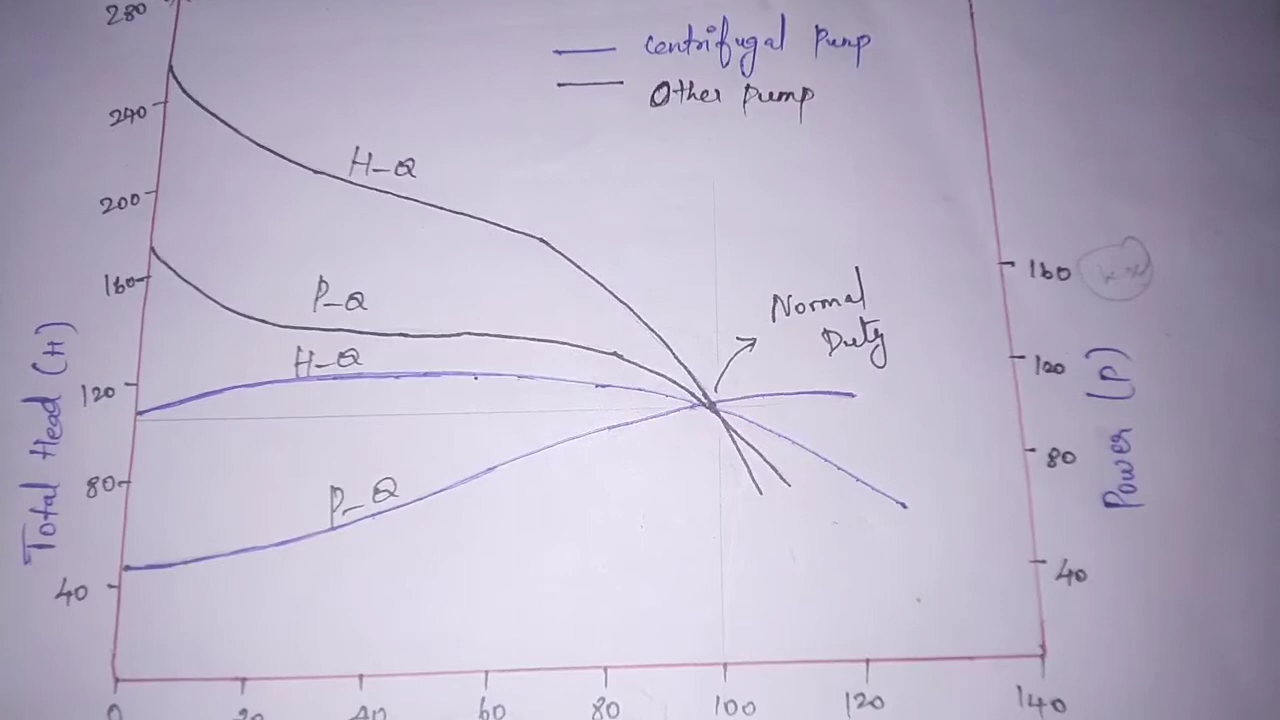 280
centrifugal Pump
Other Pump
240
H-Q
200
160
160
P-Q
Normal
Duty
H-Q
120
100
Total Head (H)
Power (P)
P-Q
80
80
40
40
0 20 40 60 80 100 120 140